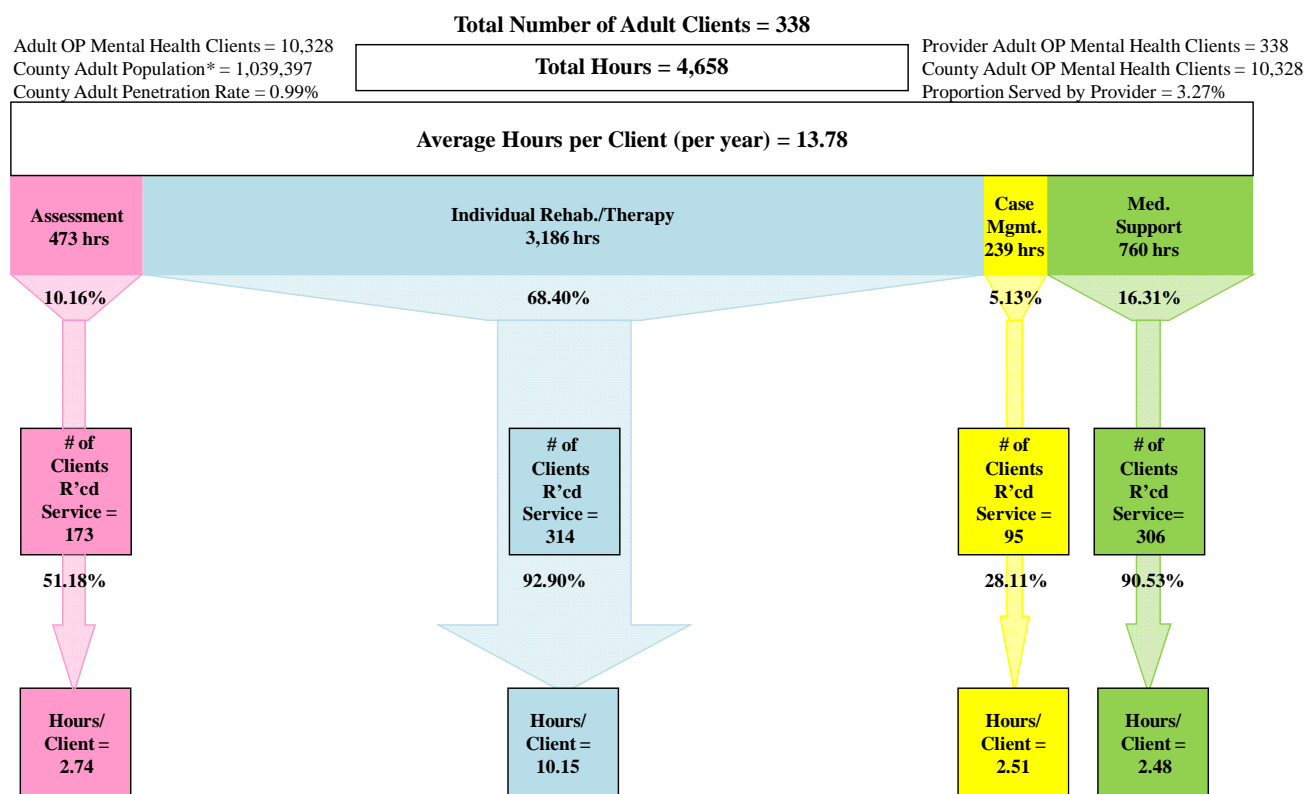 Total Number of Adult Clients = 338
Adult OP Mental Health Clients = 10,328
County Adult Population* = 1,039,397
County Adult Penetration Rate = 0.99%
Total Hours = 4,658
Provider Adult OP Mental Health Clients = 338
County Adult OP Mental Health Clients = 10,328
Proportion Served by Provider = 3.27%
Average Hours per Client (per year) = 13.78
Assessment
473 hrs
Individual Rehab./Therapy
3,186 hrs
Case
Mgmt.
239 hrs
Med.
Support
760 hrs
10.16%
68.40%
5.13%
16.31%
# of
Clients
R’cd
Service =
173
# of
Clients
R’cd
Service =
314
# of
Clients
R’cd
Service =
95
# of
Clients
R’cd
Service=
306
51.18%
92.90%
28.11%
90.53%
Hours/
Client =
2.74
Hours/
Client =
10.15
Hours/
Client =
2.51
Hours/
Client =
2.48